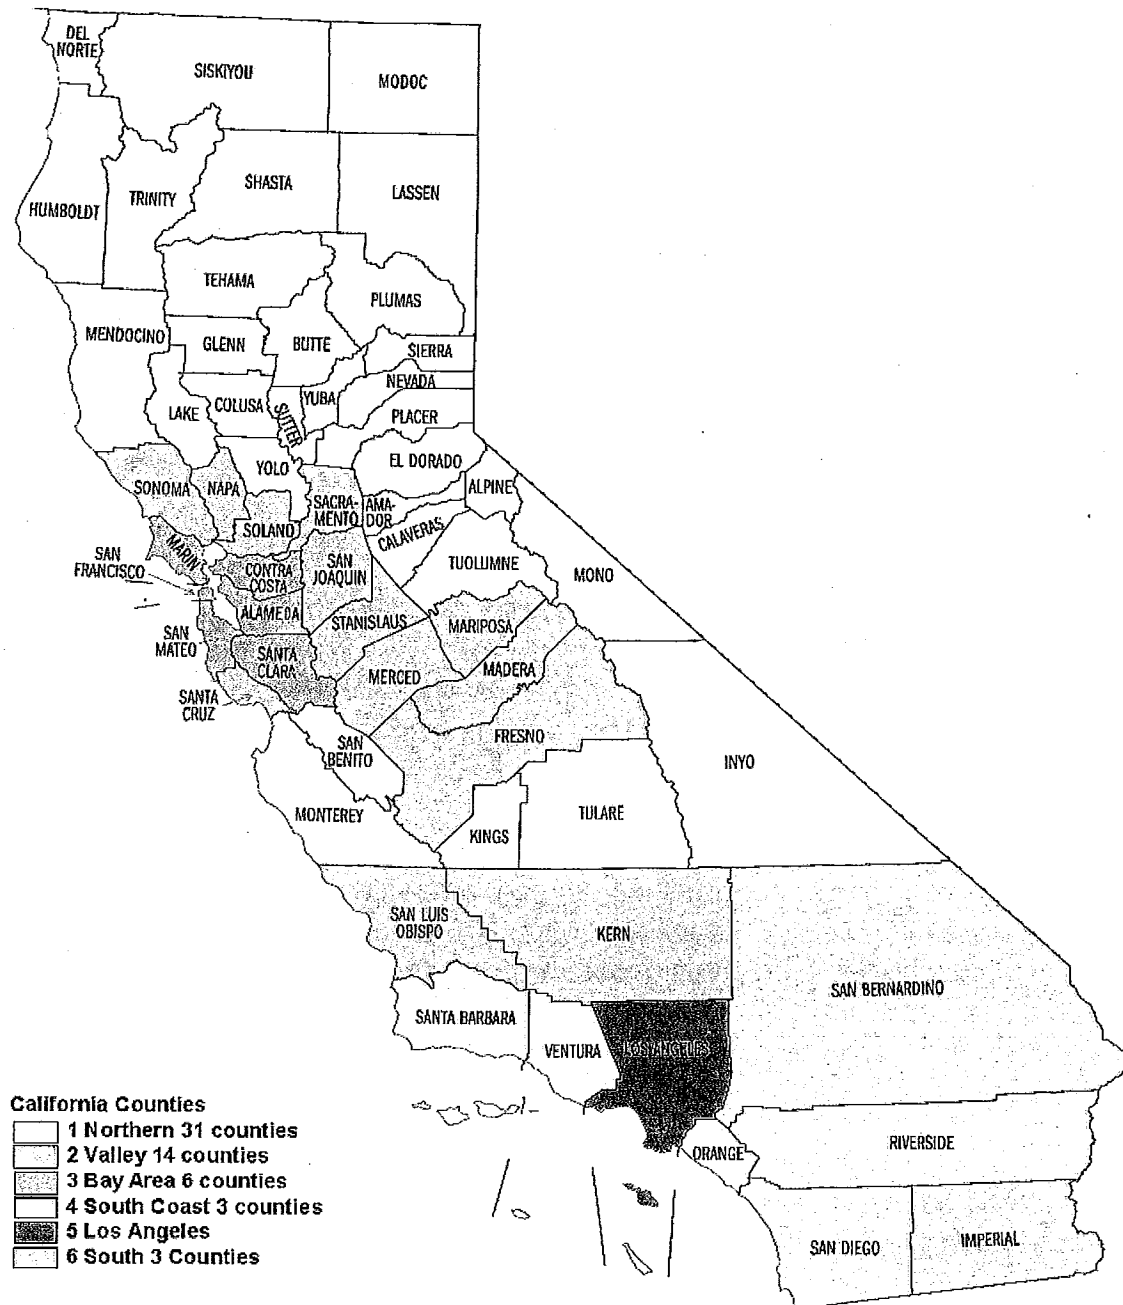 DEL
NORTE
SISKIYOU
MODOC
HUMBOLDT
TRINITY
SHASTA
LASSEN
TEHAMA
PLUMAS
MENDOCINO
GLENN
BUTTE
SIERRA
NEVADA
YUBA
SUTTER
COLUSA
LAKE
PLACER
EL DORADO
YOLO
ALPINE
SONOMA
NAPA
SACRA-
MENTO
AMA-
DOR
SOLANO
CALAVERAS
MARIN
SAN
FRANCISCO
CONTRA
COSTA
SAN
JOAQUIN
TUOLUMNE
MONO
ALAMEDA
STANISLAUS
MARIPOSA
SAN
MATEO
SANTA
CLARA
MERCED
MADERA
SANTA
CRUZ
FRESNO
SAN
BENITO
INYO
MONTEREY
KINGS
TULARE
SAN LUIS
OBISPO
KERN
SAN BERNARDINO
SANTA BARBARA
VENTURA
LOS ANGELES
ORANGE
RIVERSIDE
SAN DIEGO
IMPERIAL
California Counties
1 Northern 31 counties
2 Valley 14 counties
3 Bay Area 6 counties
4 South Coast 3 counties
5 Los Angeles
6 South 3 Counties